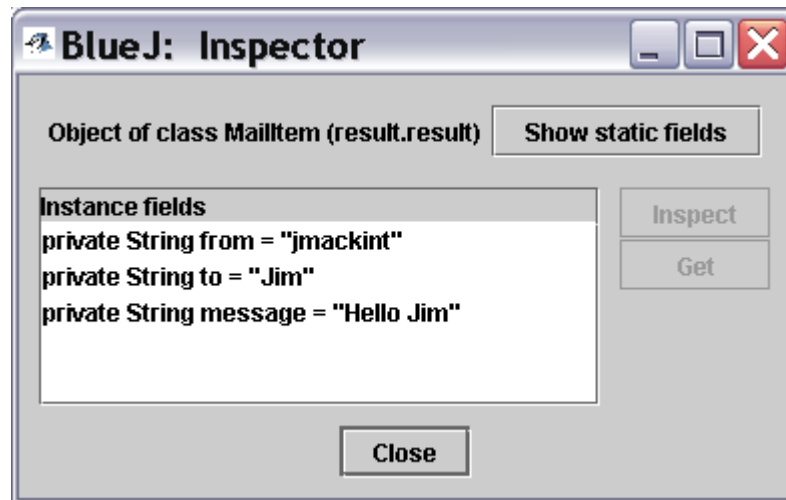 BlueJ: Inspector
Object of class MailItem (result.result)
Show static fields
Instance fields
private String from = "jmackint"
private String to = "Jim"
private String message = "Hello Jim"
Inspect
Get
Close